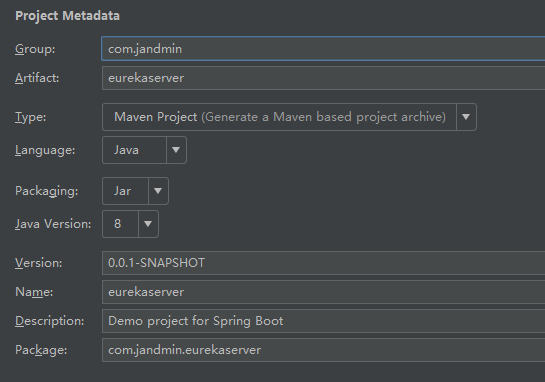 Project Metadata
Group: com.jandmin
Artifact: eurekaserver
Type: Maven Project (Generate a Maven based project archive)
Language: Java
Packaging: Jar
Java Version: 8
Version: 0.0.1-SNAPSHOT
Name: eurekaserver
Description: Demo project for Spring Boot
Package: com.jandmin.eurekaserver